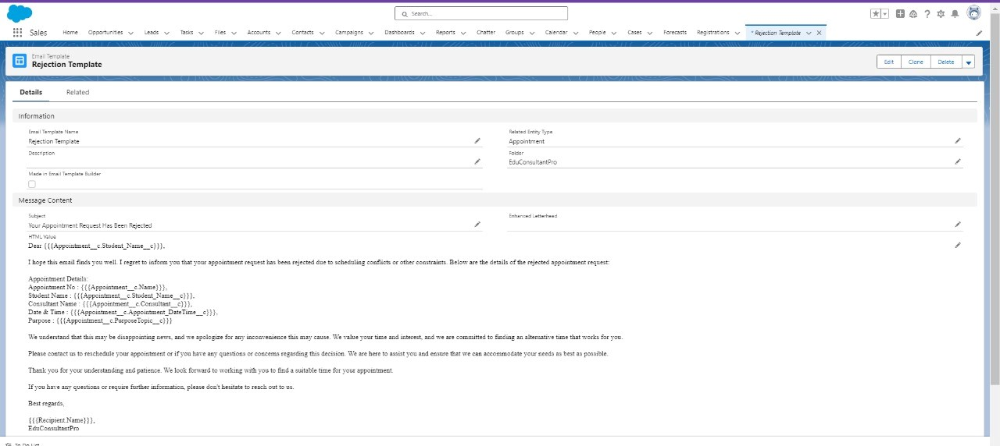 Search...
Sales Home Opportunities Leads Tasks Files Accounts Contacts Campaigns Dashboards Reports Chatter Groups Calendar People Cases Forecasts Registrations * Rejection Template
Email Template
Rejection Template
Edit Clone Delete
Details Related
Information
Email Template Name Related Entity Type
Rejection Template Appointment
Description Folder
EduConsultantPro
Made in Email Template Builder
Message Content
Subject Enhanced Letterhead
Your Appointment Request Has Been Rejected
HTML Value
Dear {{{Appointment__c.Student_Name__c}}},
I hope this email finds you well. I regret to inform you that your appointment request has been rejected due to scheduling conflicts or other constraints. Below are the details of the rejected appointment request:
Appointment Details:
Appointment No : {{{Appointment__c.Name}}},
Student Name : {{{Appointment__c.Student_Name__c}}},
Consultant Name : {{{Appointment__c.Consultant__c}}},
Date & Time : {{{Appointment__c.Appointment_DateTime__c}}},
Purpose : {{{Appointment__c.PurposeTopic__c}}}
We understand that this may be disappointing news, and we apologize for any inconvenience this may cause. We value your time and interest, and we are committed to finding an alternative time that works for you.
Please contact us to reschedule your appointment or if you have any questions or concerns regarding this decision. We are here to assist you and ensure that we can accommodate your needs as best as possible.
Thank you for your understanding and patience. We look forward to working with you to find a suitable time for your appointment.
If you have any questions or require further information, please don't hesitate to reach out to us.
Best regards,
{{{Recipient.Name}}},
EduConsultantPro
To Do List